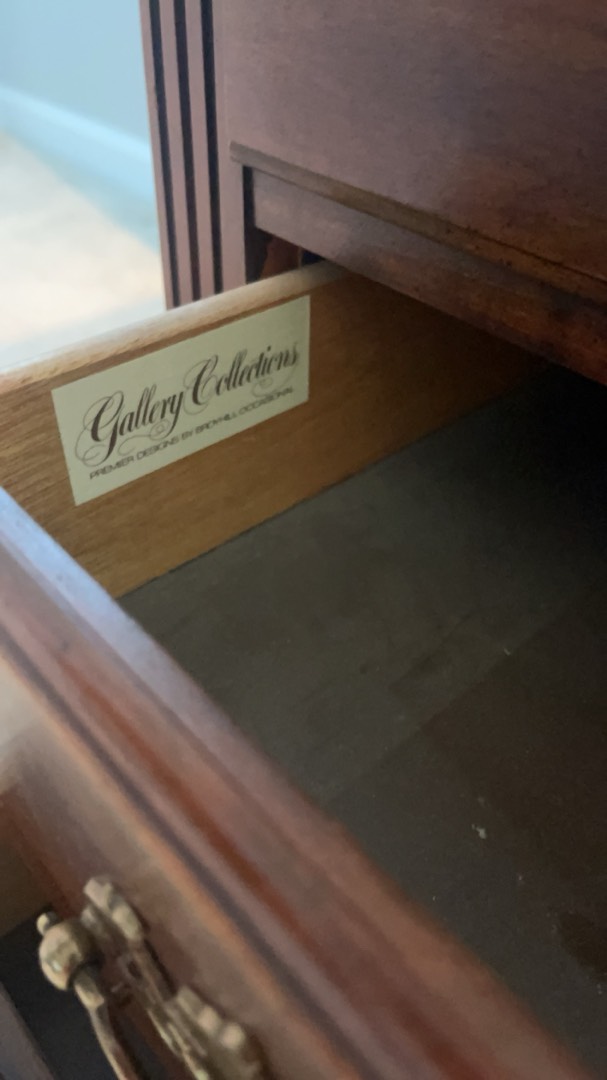 Gallery Collections
PREMIER DESIGNS BY BROYHILL OCCASIONAL